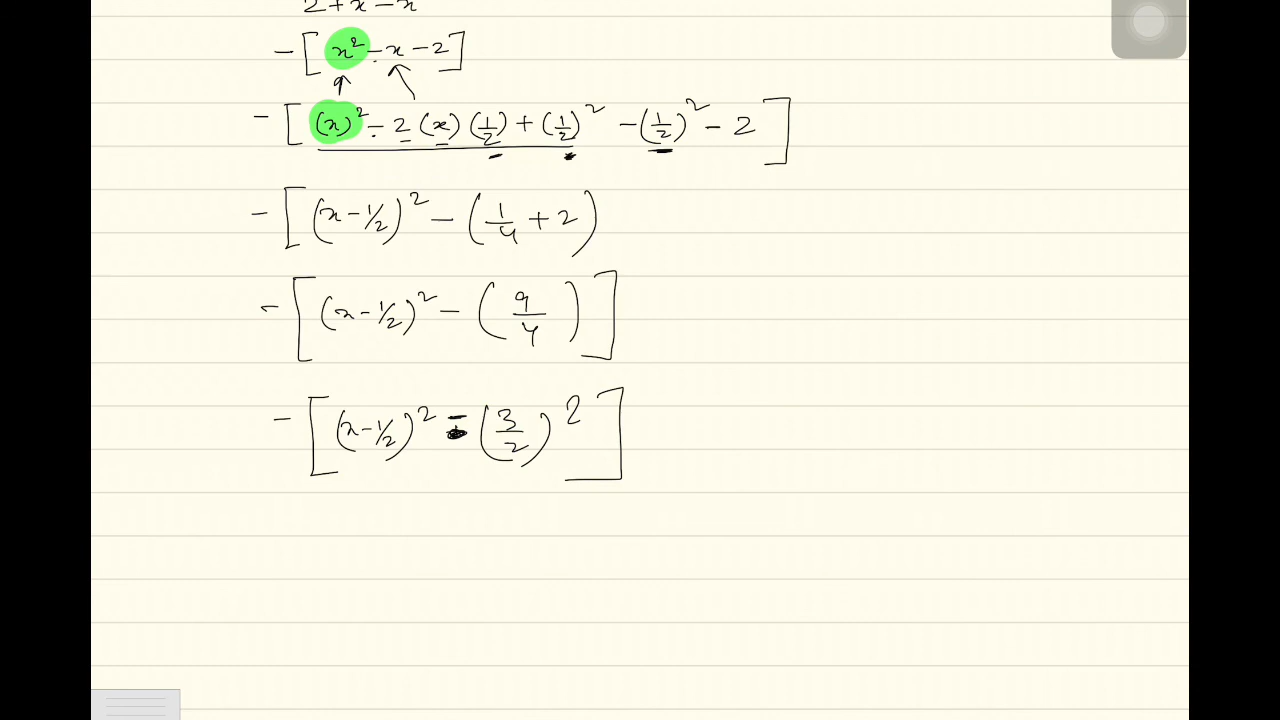 2 + x - x
- [ x² - x - 2 ]
- [ (x)² - 2 (x) (1/2) + (1/2)² - (1/2)² - 2 ]
- [ (x - 1/2)² - (1/4 + 2)
- [ (x - 1/2)² - (9/4) ]
- [ (x - 1/2)² - (3/2)² ]